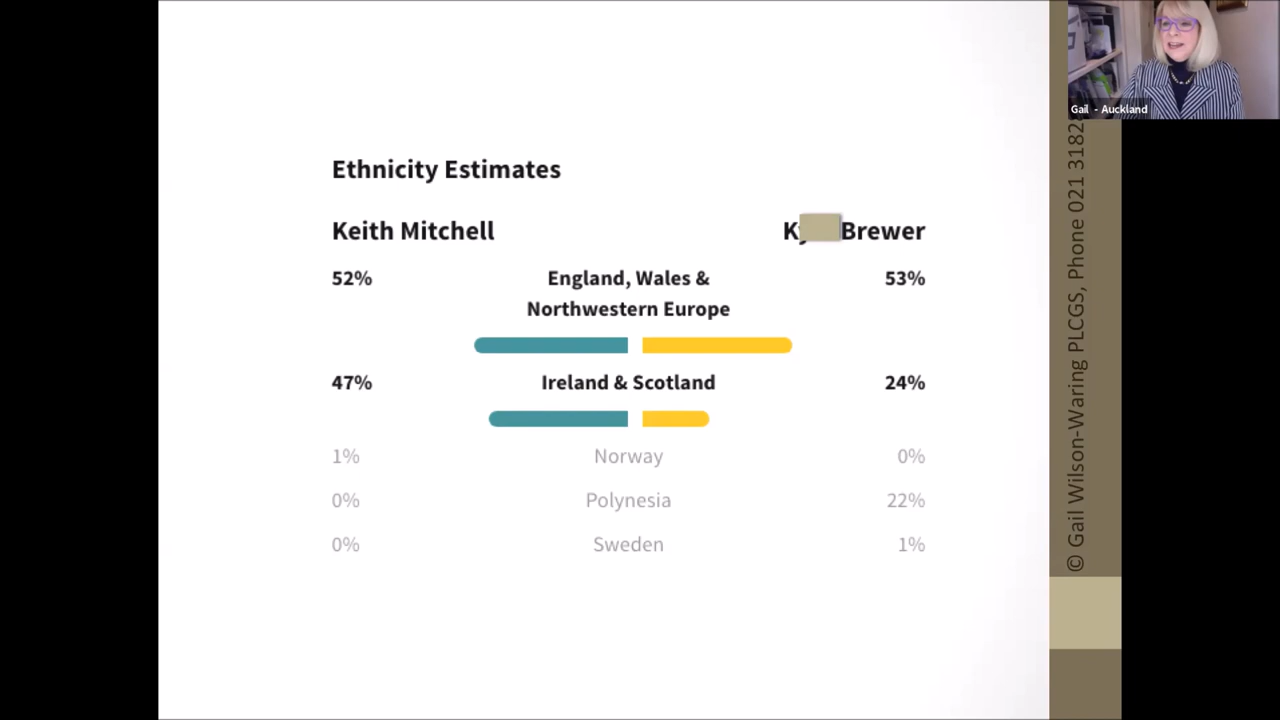 Gail - Auckland
Ethnicity Estimates
Keith Mitchell Brewer
52% England, Wales & 53%
Northwestern Europe
47% Ireland & Scotland 24%
1% Norway 0%
0% Polynesia 22%
0% Sweden 1%
© Gail Wilson-Waring PLCGS, Phone 021 3182